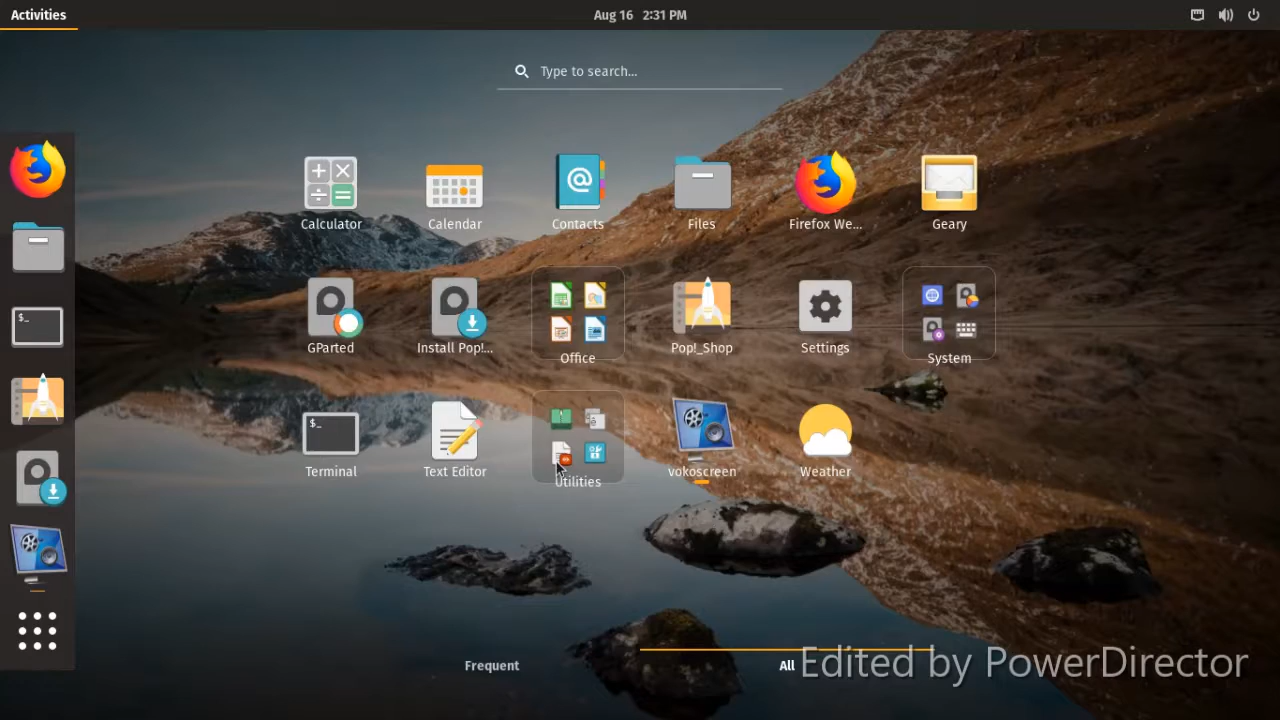 Activities
Aug 16 2:31 PM
Type to search...
Calculator
Calendar
Contacts
Files
Firefox We...
Geary
GParted
Install Pop!...
Office
Pop!_Shop
Settings
System
$_
$_
Terminal
Text Editor
Utilities
vokoscreen
Weather
Frequent
All
Edited by PowerDirector